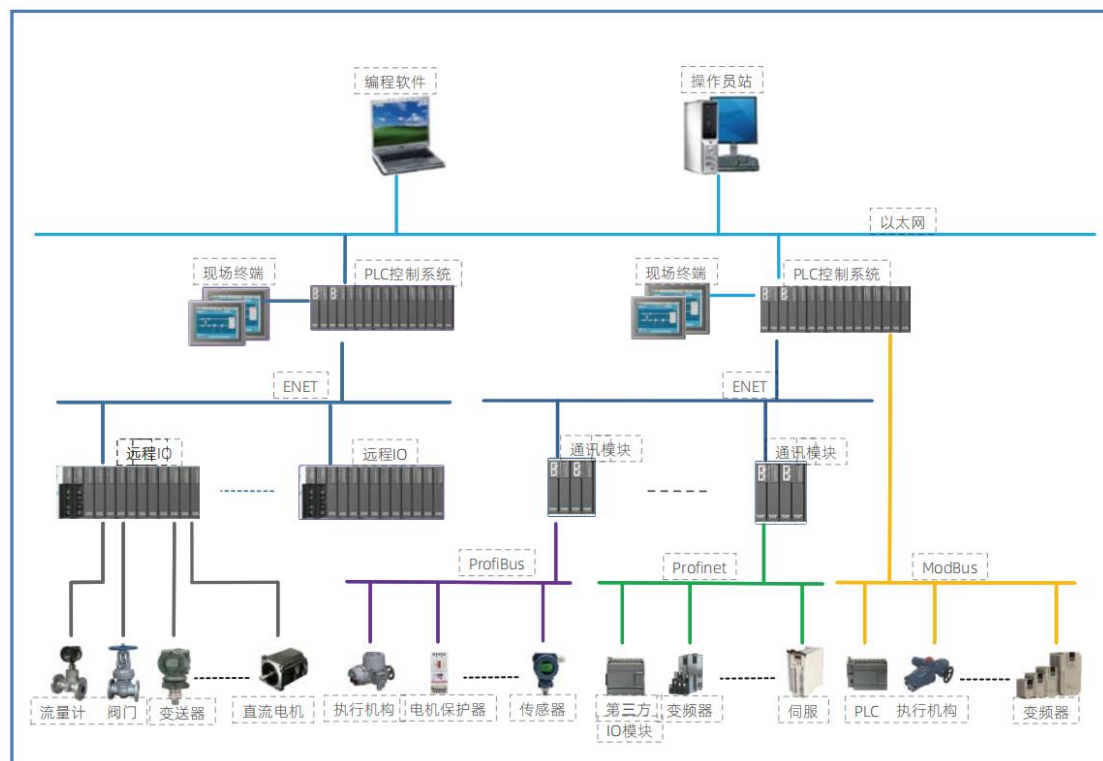 编程软件
操作员站
以太网
现场终端
PLC控制系统
现场终端
PLC控制系统
ENET
ENET
远程IO
远程IO
通讯模块
通讯模块
ProfiBus
Profinet
ModBus
流量计
阀门
变送器
直流电机
执行机构
电机保护器
传感器
第三方
IO模块
变频器
伺服
PLC
执行机构
变频器